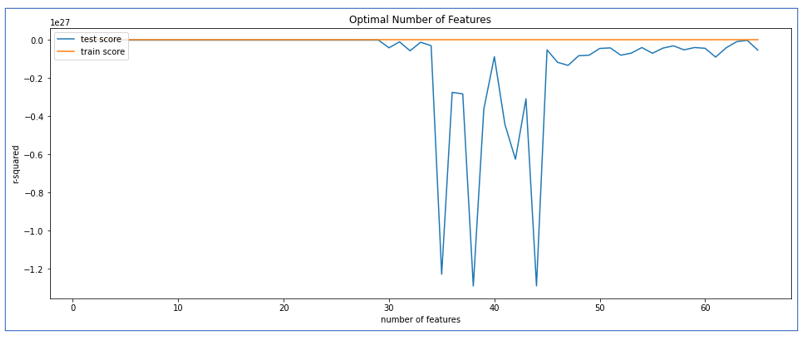 Optimal Number of Features
1e27
test score
train score
0.0
−0.2
−0.4
−0.6
−0.8
−1.0
−1.2
r-squared
0 10 20 30 40 50 60
number of features